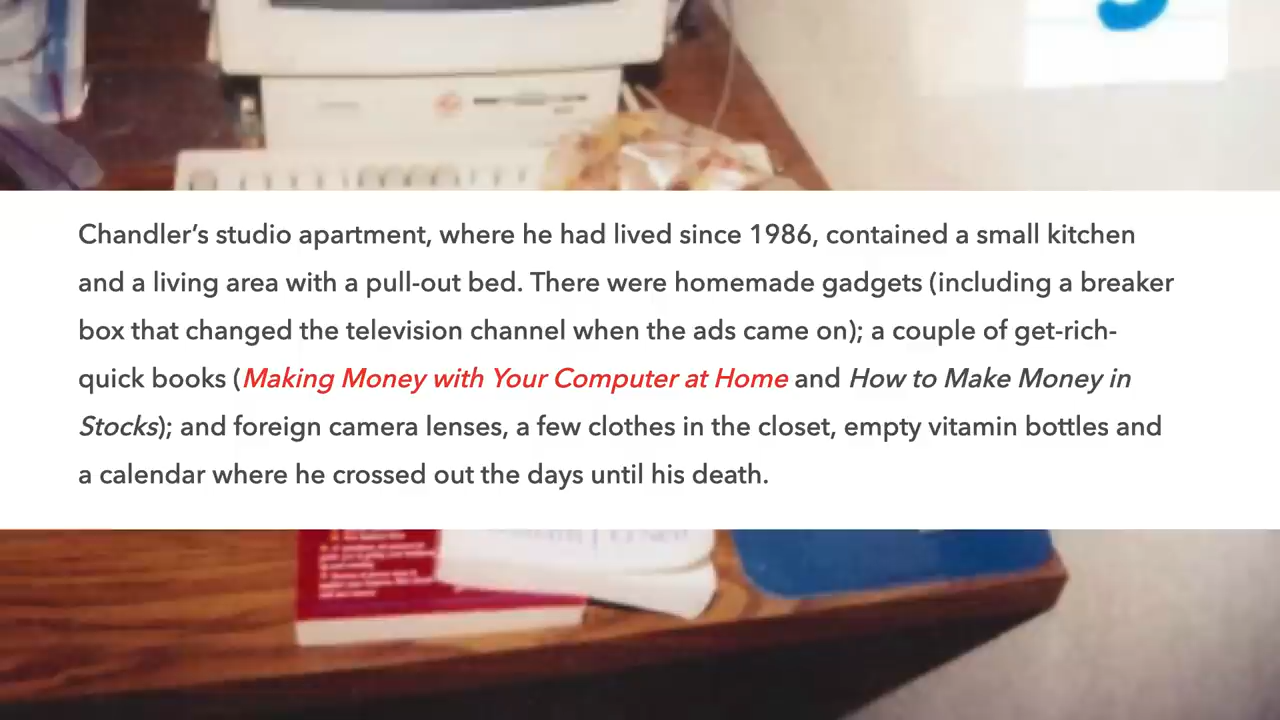 Chandler’s studio apartment, where he had lived since 1986, contained a small kitchen
and a living area with a pull-out bed. There were homemade gadgets (including a breaker
box that changed the television channel when the ads came on); a couple of get-rich-
quick books (Making Money with Your Computer at Home and How to Make Money in
Stocks); and foreign camera lenses, a few clothes in the closet, empty vitamin bottles and
a calendar where he crossed out the days until his death.